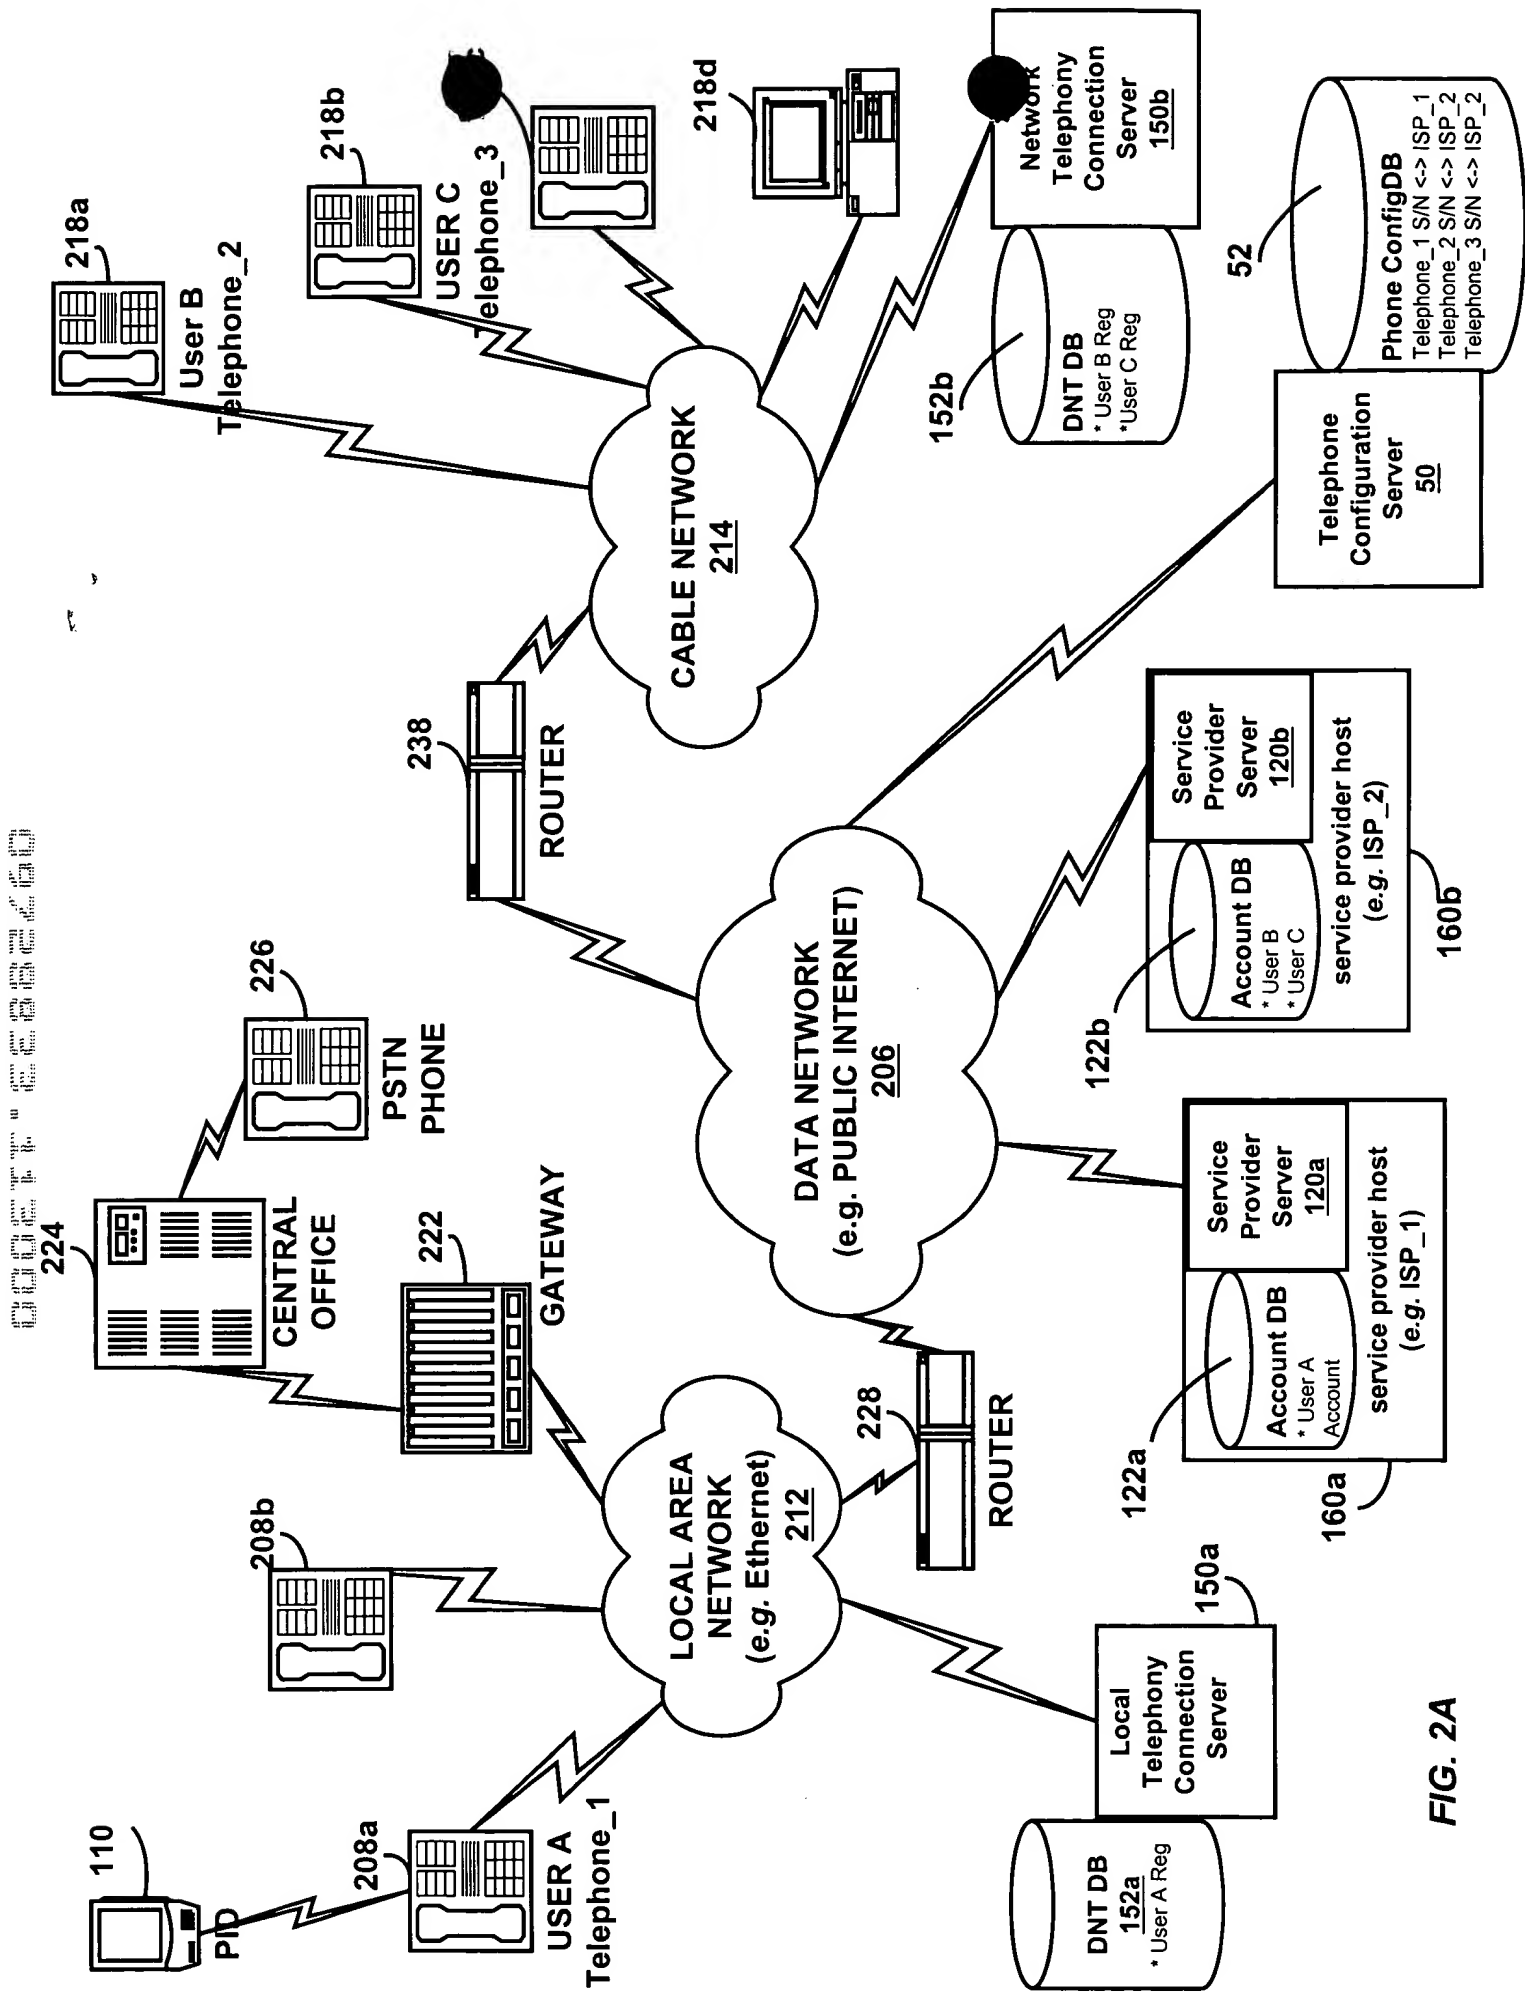 110
PID
208a
USER A
Telephone_1
208b
224
CENTRAL
OFFICE
226
PSTN
PHONE
222
GATEWAY
238
ROUTER
218a
User B
Telephone_2
218b
USER C
Telephone_3
218d
LOCAL AREA
NETWORK
(e.g. Ethernet)
212
DATA NETWORK
(e.g. PUBLIC INTERNET)
206
CABLE NETWORK
214
228
ROUTER
DNT DB
152a
* User A Reg
Local
Telephony
Connection
Server
150a
122a
Account DB
* User A
Account
Service
Provider
Server
120a
service provider host
(e.g. ISP_1)
160a
122b
Account DB
* User B
* User C
Service
Provider
Server
120b
service provider host
(e.g. ISP_2)
160b
152b
DNT DB
* User B Reg
*User C Reg
Network
Telephony
Connection
Server
150b
Telephone
Configuration
Server
50
52
Phone ConfigDB
Telephone_1 S/N <-> ISP_1
Telephone_2 S/N <-> ISP_2
Telephone_3 S/N <-> ISP_2
FIG. 2A